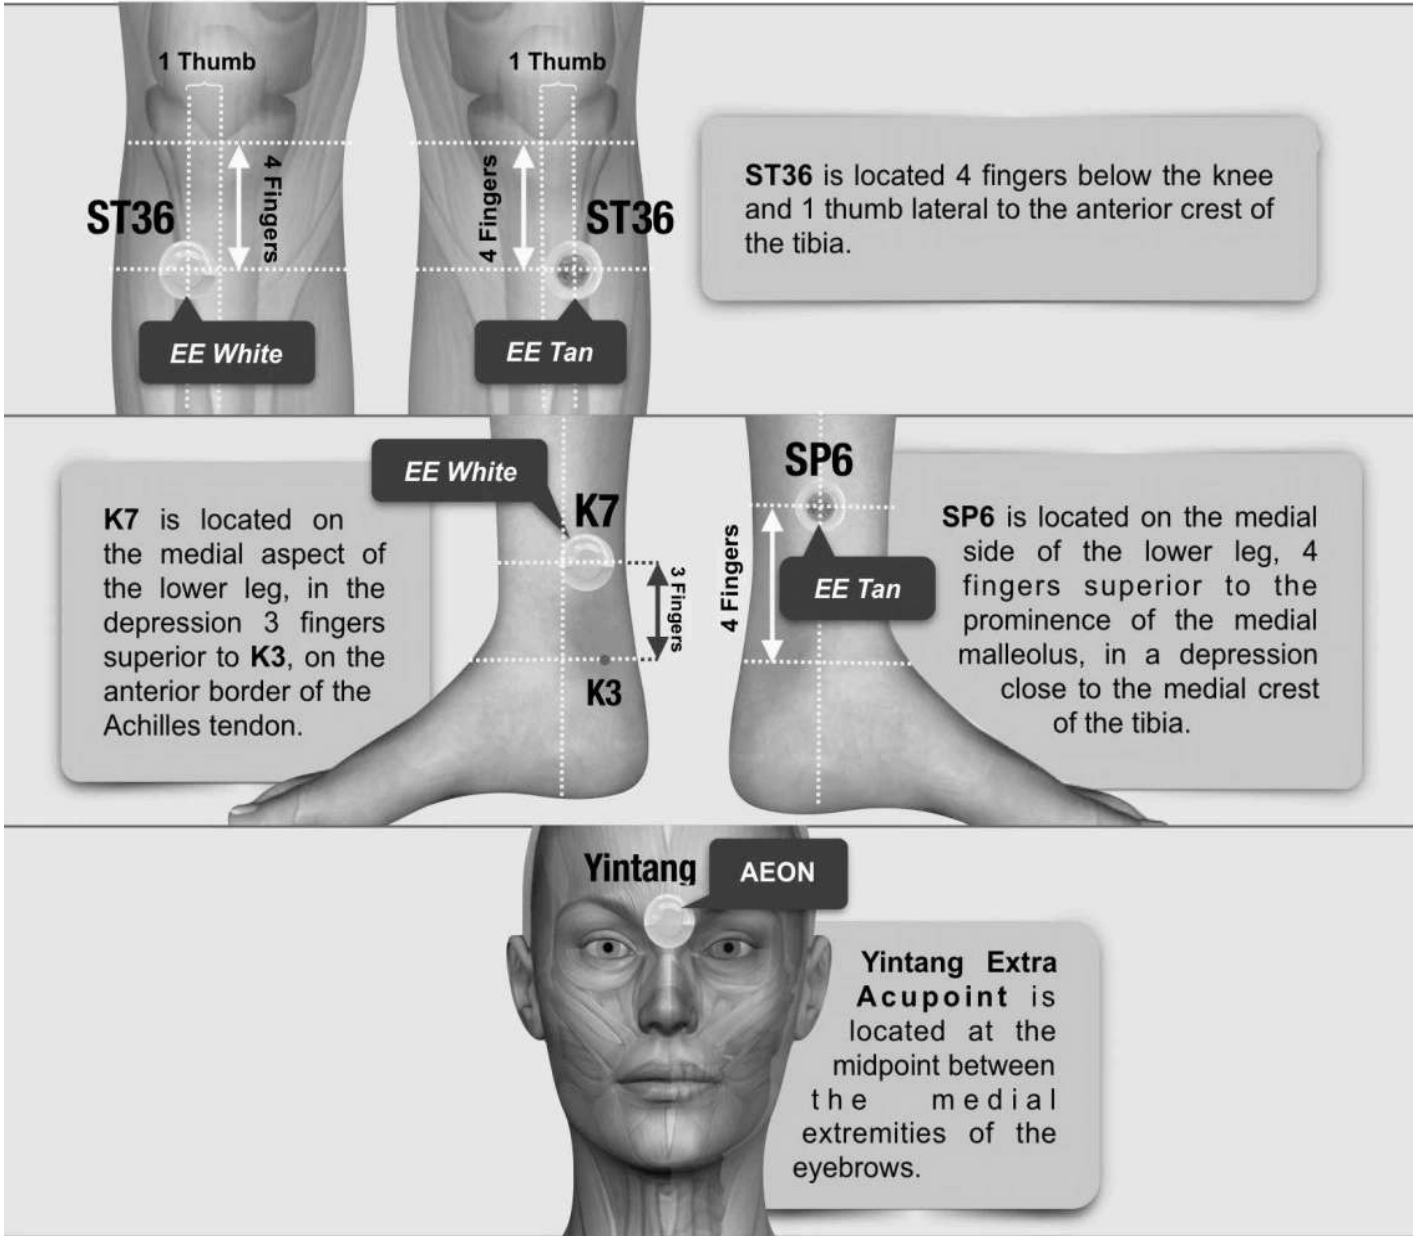 1 Thumb
4 Fingers
ST36
EE White
1 Thumb
4 Fingers
ST36
EE Tan
ST36 is located 4 fingers below the knee
and 1 thumb lateral to the anterior crest of
the tibia.
K7 is located on
the medial aspect of
the lower leg, in the
depression 3 fingers
superior to K3, on the
anterior border of the
Achilles tendon.
EE White
K7
3 Fingers
K3
SP6
4 Fingers
EE Tan
SP6 is located on the medial
side of the lower leg, 4
fingers superior to the
prominence of the medial
malleolus, in a depression
close to the medial crest
of the tibia.
Yintang
AEON
Yintang Extra
Acupoint is
located at the
midpoint between
the medial
extremities of the
eyebrows.